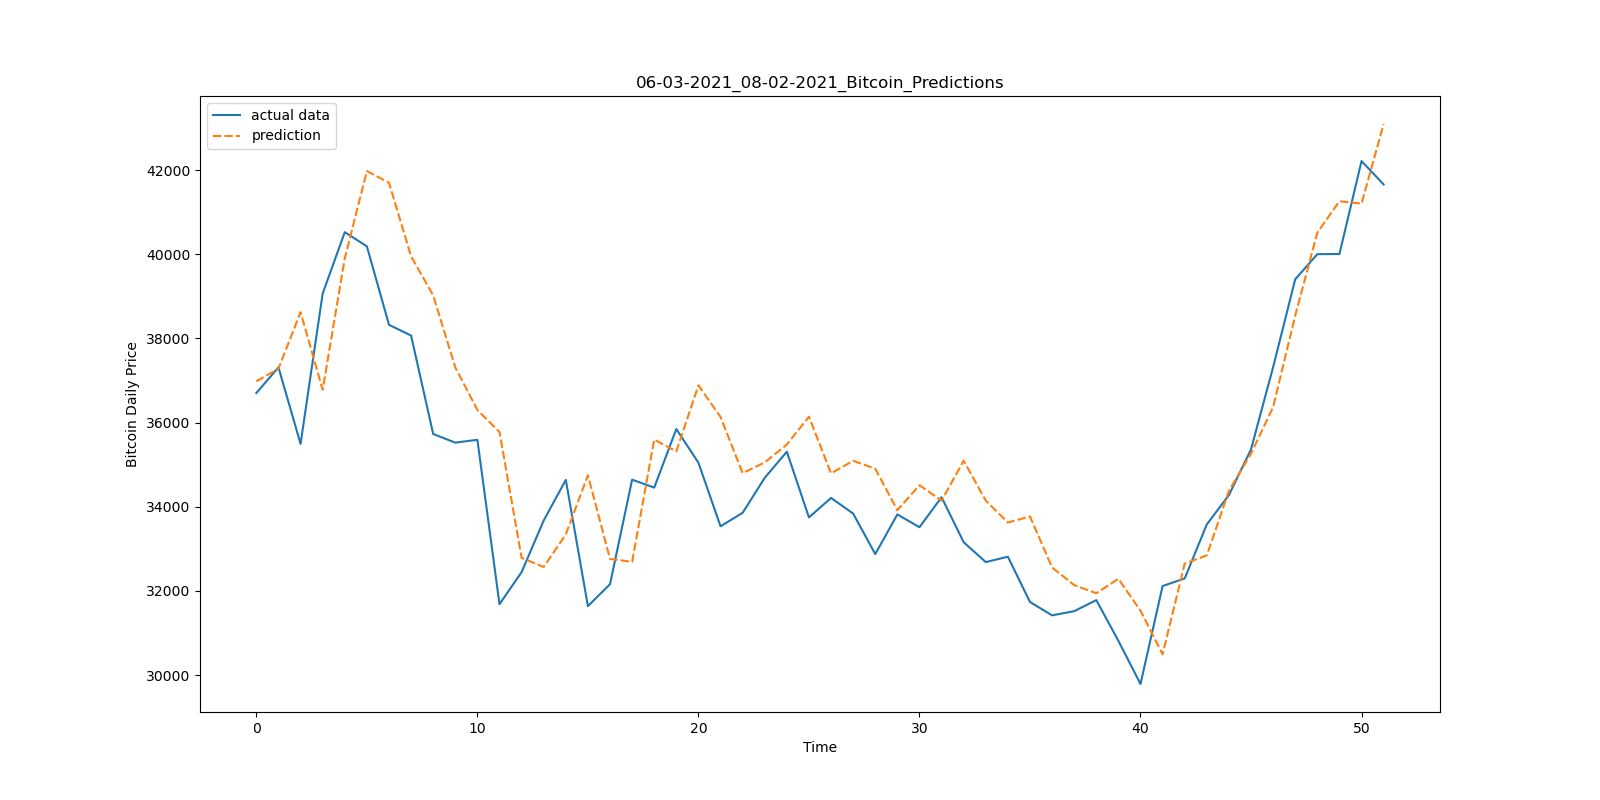 06-03-2021_08-02-2021_Bitcoin_Predictions
actual data
prediction
42000
40000
38000
36000
34000
32000
30000
Bitcoin Daily Price
0 10 20 30 40 50
Time